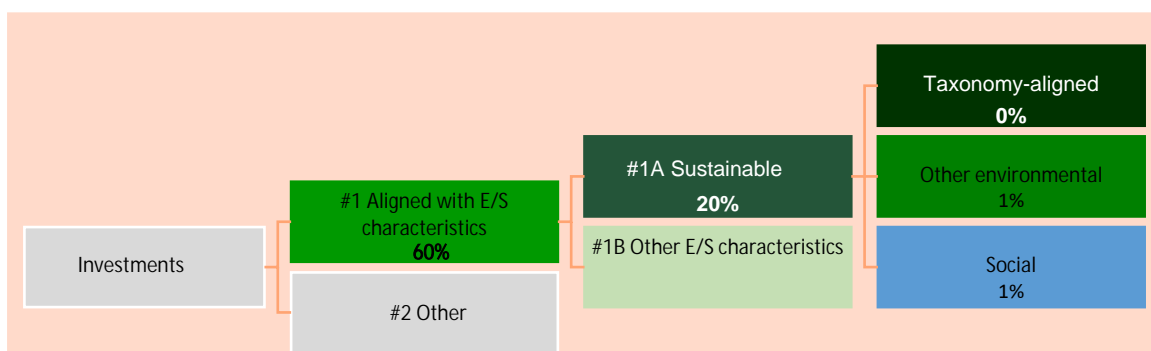 Investments
#1 Aligned with E/S
characteristics
60%
#2 Other
#1A Sustainable
20%
#1B Other E/S characteristics
Taxonomy-aligned
0%
Other environmental
1%
Social
1%